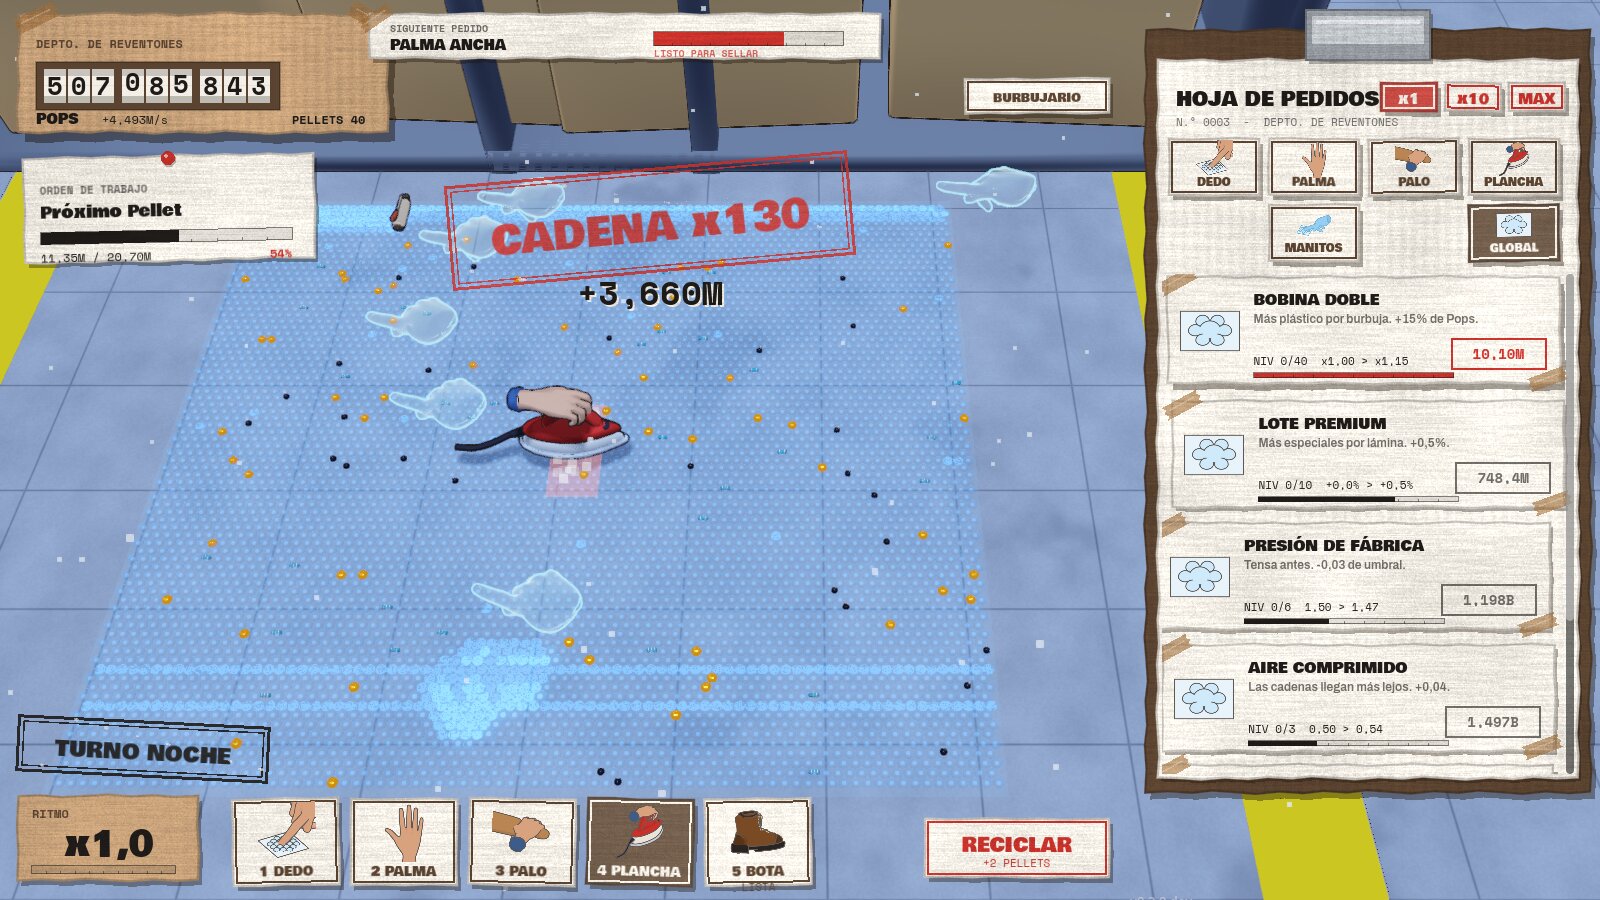 DEPTO. DE REVENTONES
507 085 843
POPS +4,493M/s PELLETS 40
SIGUIENTE PEDIDO
PALMA ANCHA
LISTO PARA SELLAR
BURBUJARIO
ORDEN DE TRABAJO
Próximo Pellet
11,35M / 20,70M 54%
CADENA x130
+3,660M
TURNO NOCHE
RITMO
x1,0
1 DEDO
2 PALMA
3 PALO
4 PLANCHA
5 BOTA
LISTA
RECICLAR
+2 PELLETS
HOJA DE PEDIDOS x1 x10 MAX
N.° 0003 - DEPTO. DE REVENTONES
DEDO
PALMA
PALO
PLANCHA
MANITOS
GLOBAL
BOBINA DOBLE
Más plástico por burbuja. +15% de Pops.
NIV 0/40 x1,00 > x1,15
10,10M
LOTE PREMIUM
Más especiales por lámina. +0,5%.
NIV 0/10 +0,0% > +0,5%
748,4M
PRESIÓN DE FÁBRICA
Tensa antes. -0,03 de umbral.
NIV 0/6 1,50 > 1,47
1,198B
AIRE COMPRIMIDO
Las cadenas llegan más lejos. +0,04.
NIV 0/3 0,50 > 0,54
1,497B